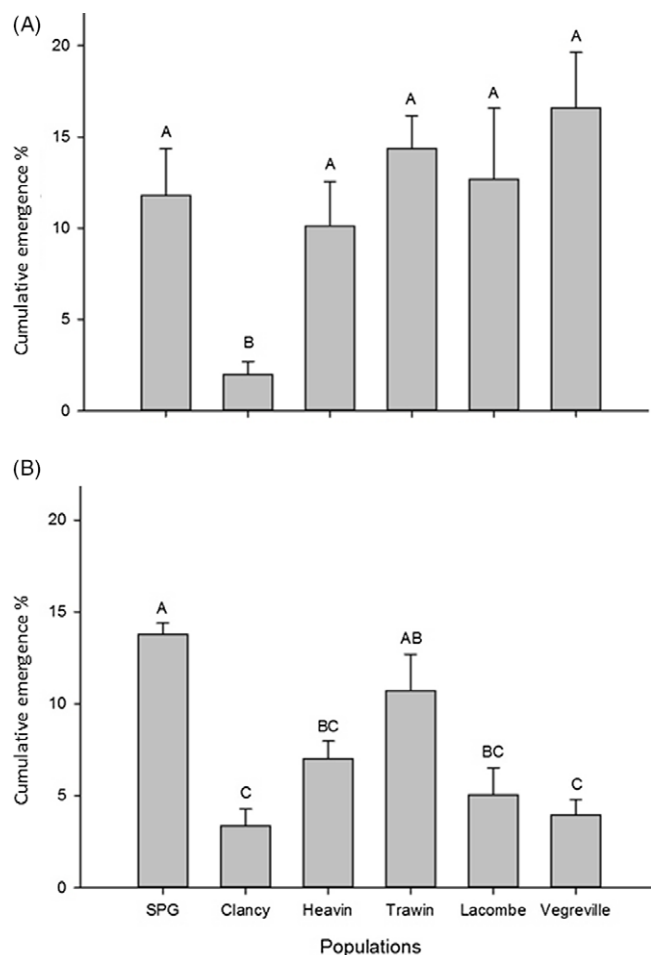 (A)
Cumulative emergence %
20
15
10
5
0
A
B
A
A
A
A
(B)
Cumulative emergence %
20
15
10
5
0
A
C
BC
AB
BC
C
SPG Clancy Heavin Trawin Lacombe Vegreville
Populations